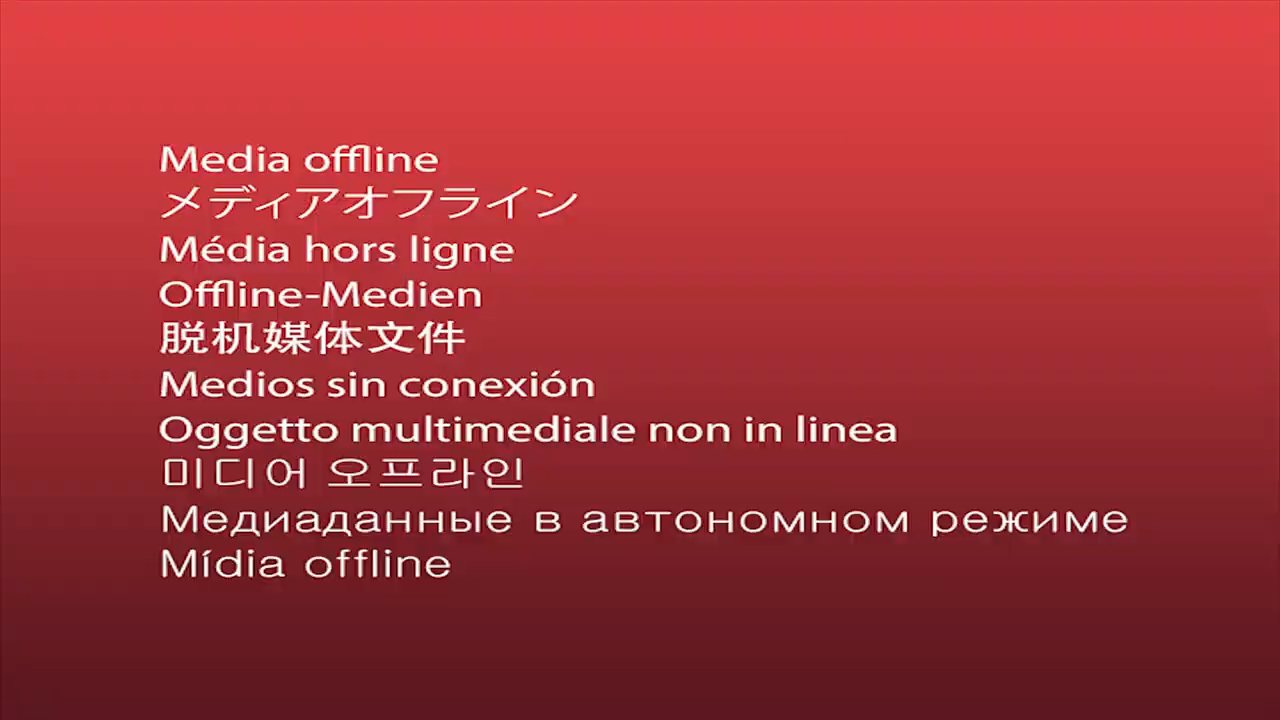 Media offline
メディアオフライン
Média hors ligne
Offline-Medien
脱机媒体文件
Medios sin conexión
Oggetto multimediale non in linea
미디어 오프라인
Медиаданные в автономном режиме
Mídia offline